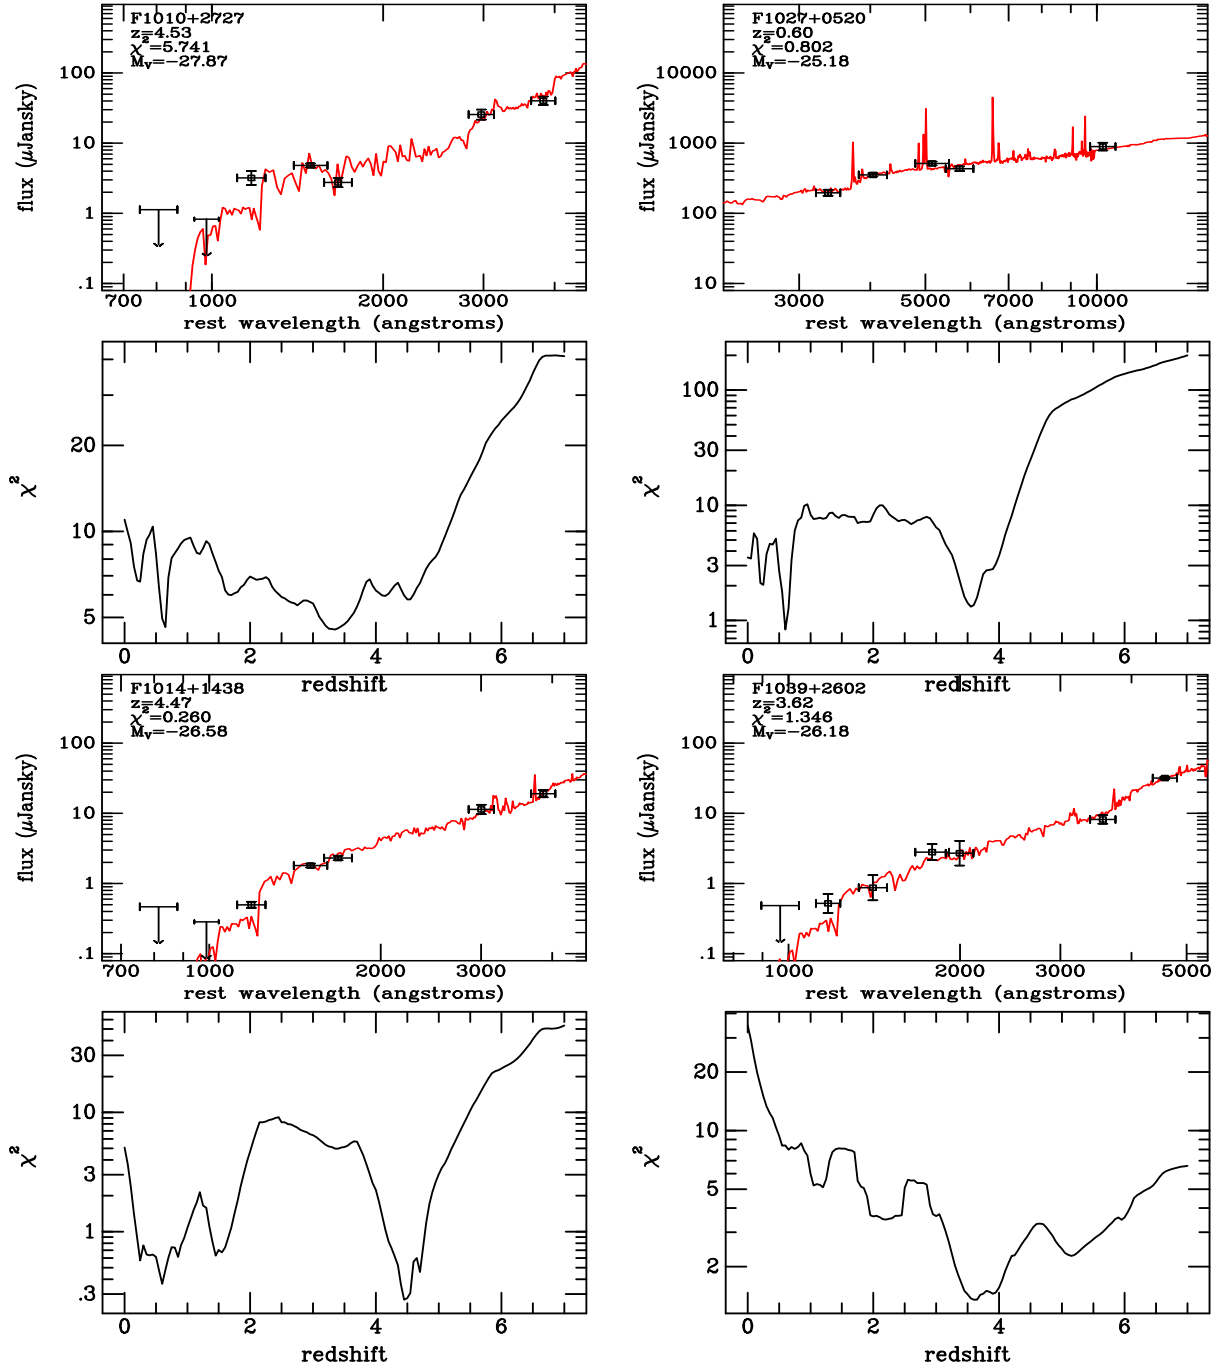 F1010+2727
z=4.53
χ²=5.741
Mᵥ=−27.87
100
10
1
.1
flux (μJansky)
700 1000 2000 3000
rest wavelength (angstroms)
F1027+0520
z=0.60
χ²=0.802
Mᵥ=−25.18
10000
1000
100
10
flux (μJansky)
3000 5000 7000 10000
rest wavelength (angstroms)
20
10
5
χ²
0 2 4 6
redshift
100
30
10
3
1
χ²
0 2 4 6
redshift
F1014+1438
z=4.47
χ²=0.260
Mᵥ=−26.58
100
10
1
.1
flux (μJansky)
700 1000 2000 3000
rest wavelength (angstroms)
F1039+2602
z=3.62
χ²=1.346
Mᵥ=−26.18
100
10
1
.1
flux (μJansky)
1000 2000 3000 5000
rest wavelength (angstroms)
30
10
3
1
.3
χ²
0 2 4 6
redshift
20
10
5
2
χ²
0 2 4 6
redshift